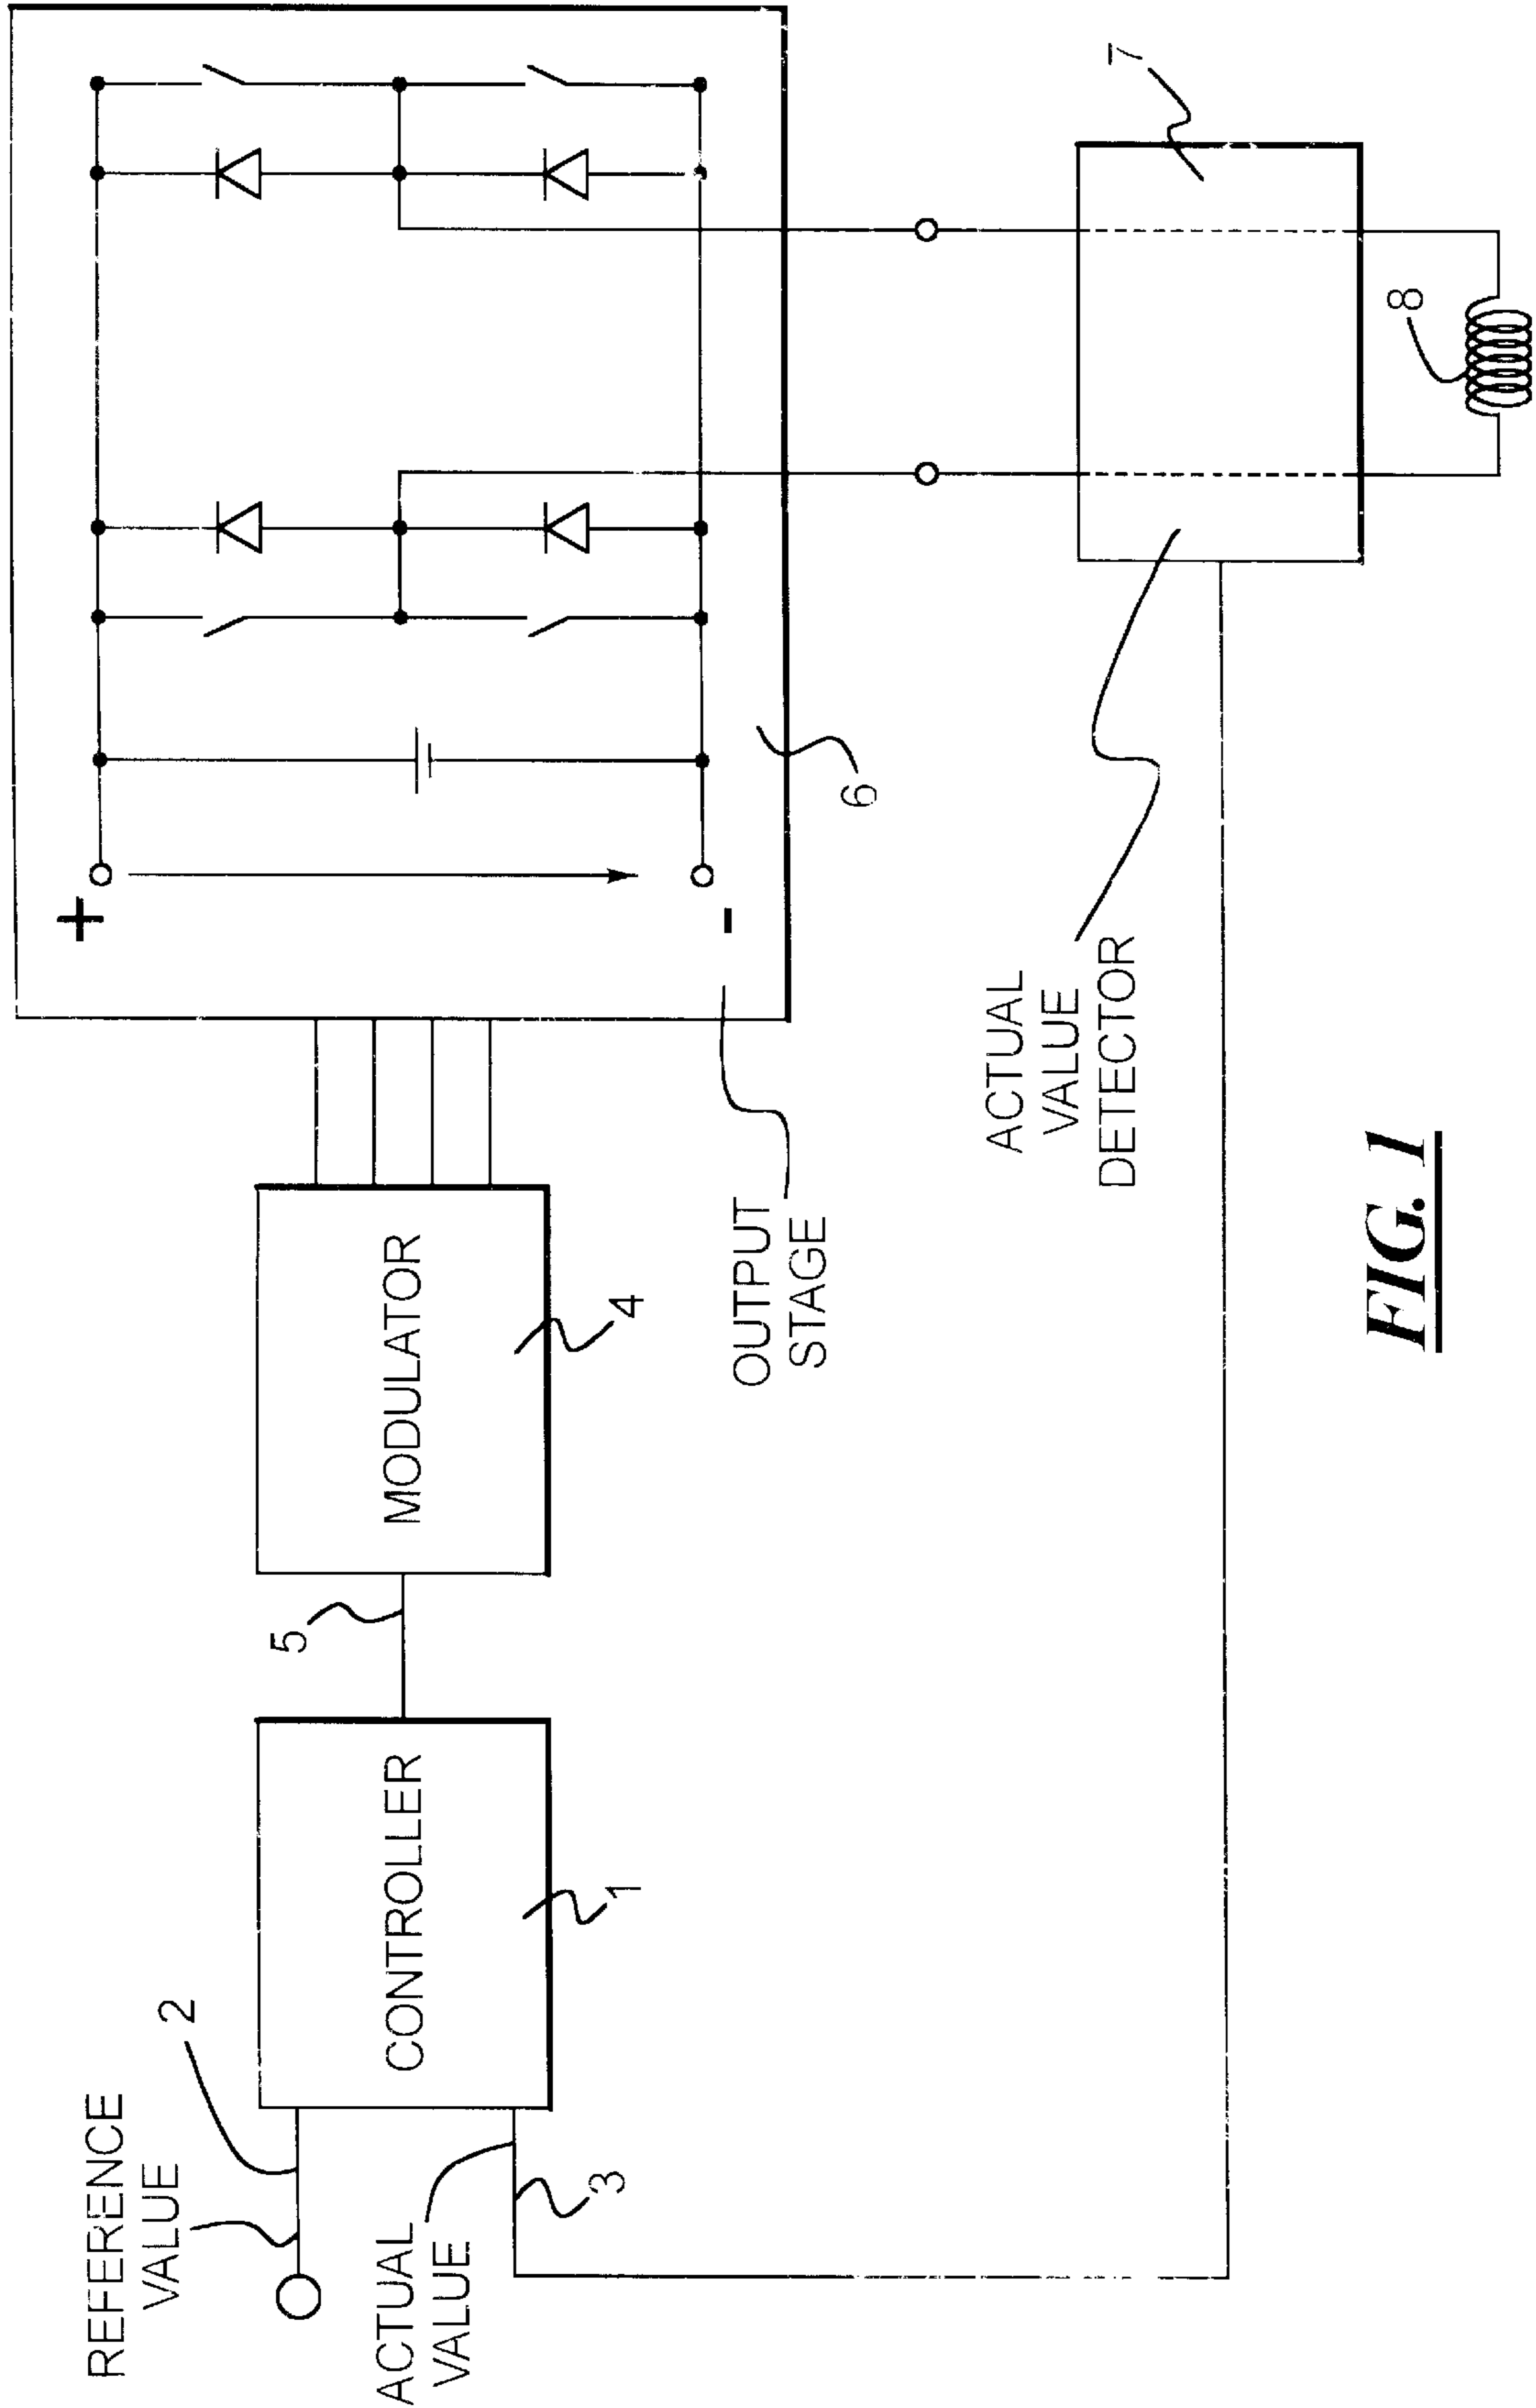 REFERENCE
VALUE
2
ACTUAL
VALUE
3
CONTROLLER
1
5
MODULATOR
4
OUTPUT
STAGE
+
-
6
ACTUAL
VALUE
DETECTOR
7
8
FIG. 1